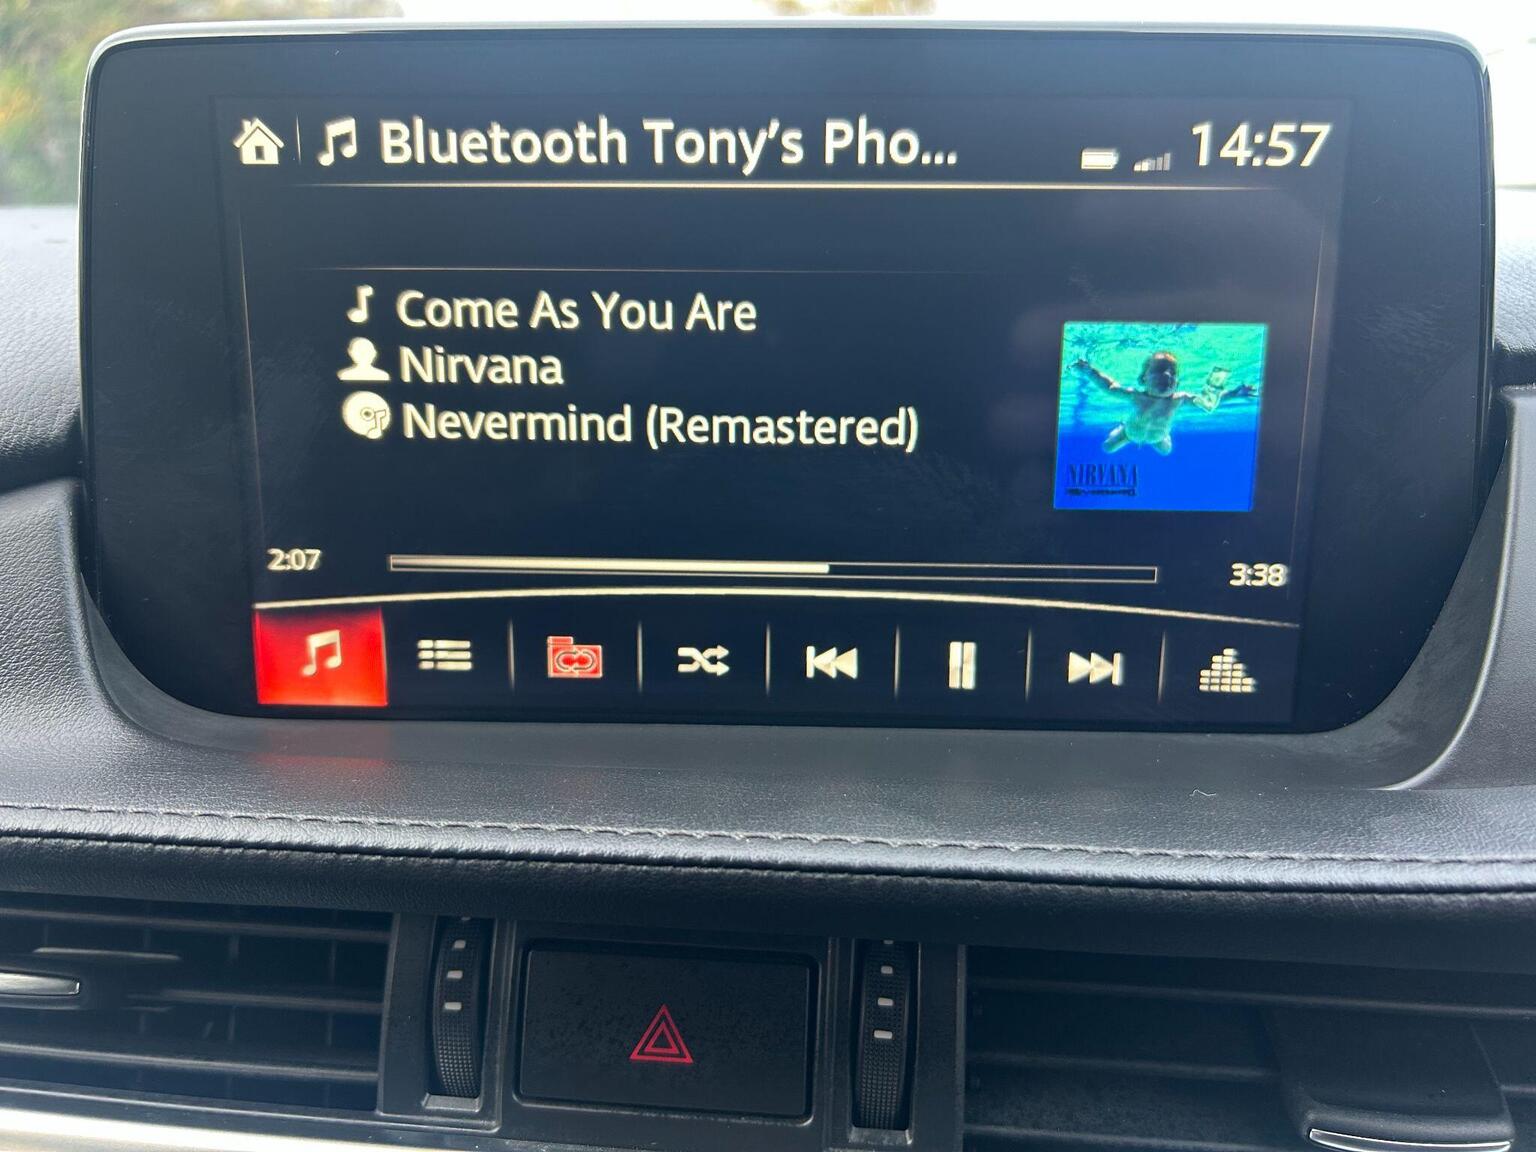 Bluetooth Tony's Pho...
14:57
Come As You Are
Nirvana
Nevermind (Remastered)
NIRVANA
2:07
3:38